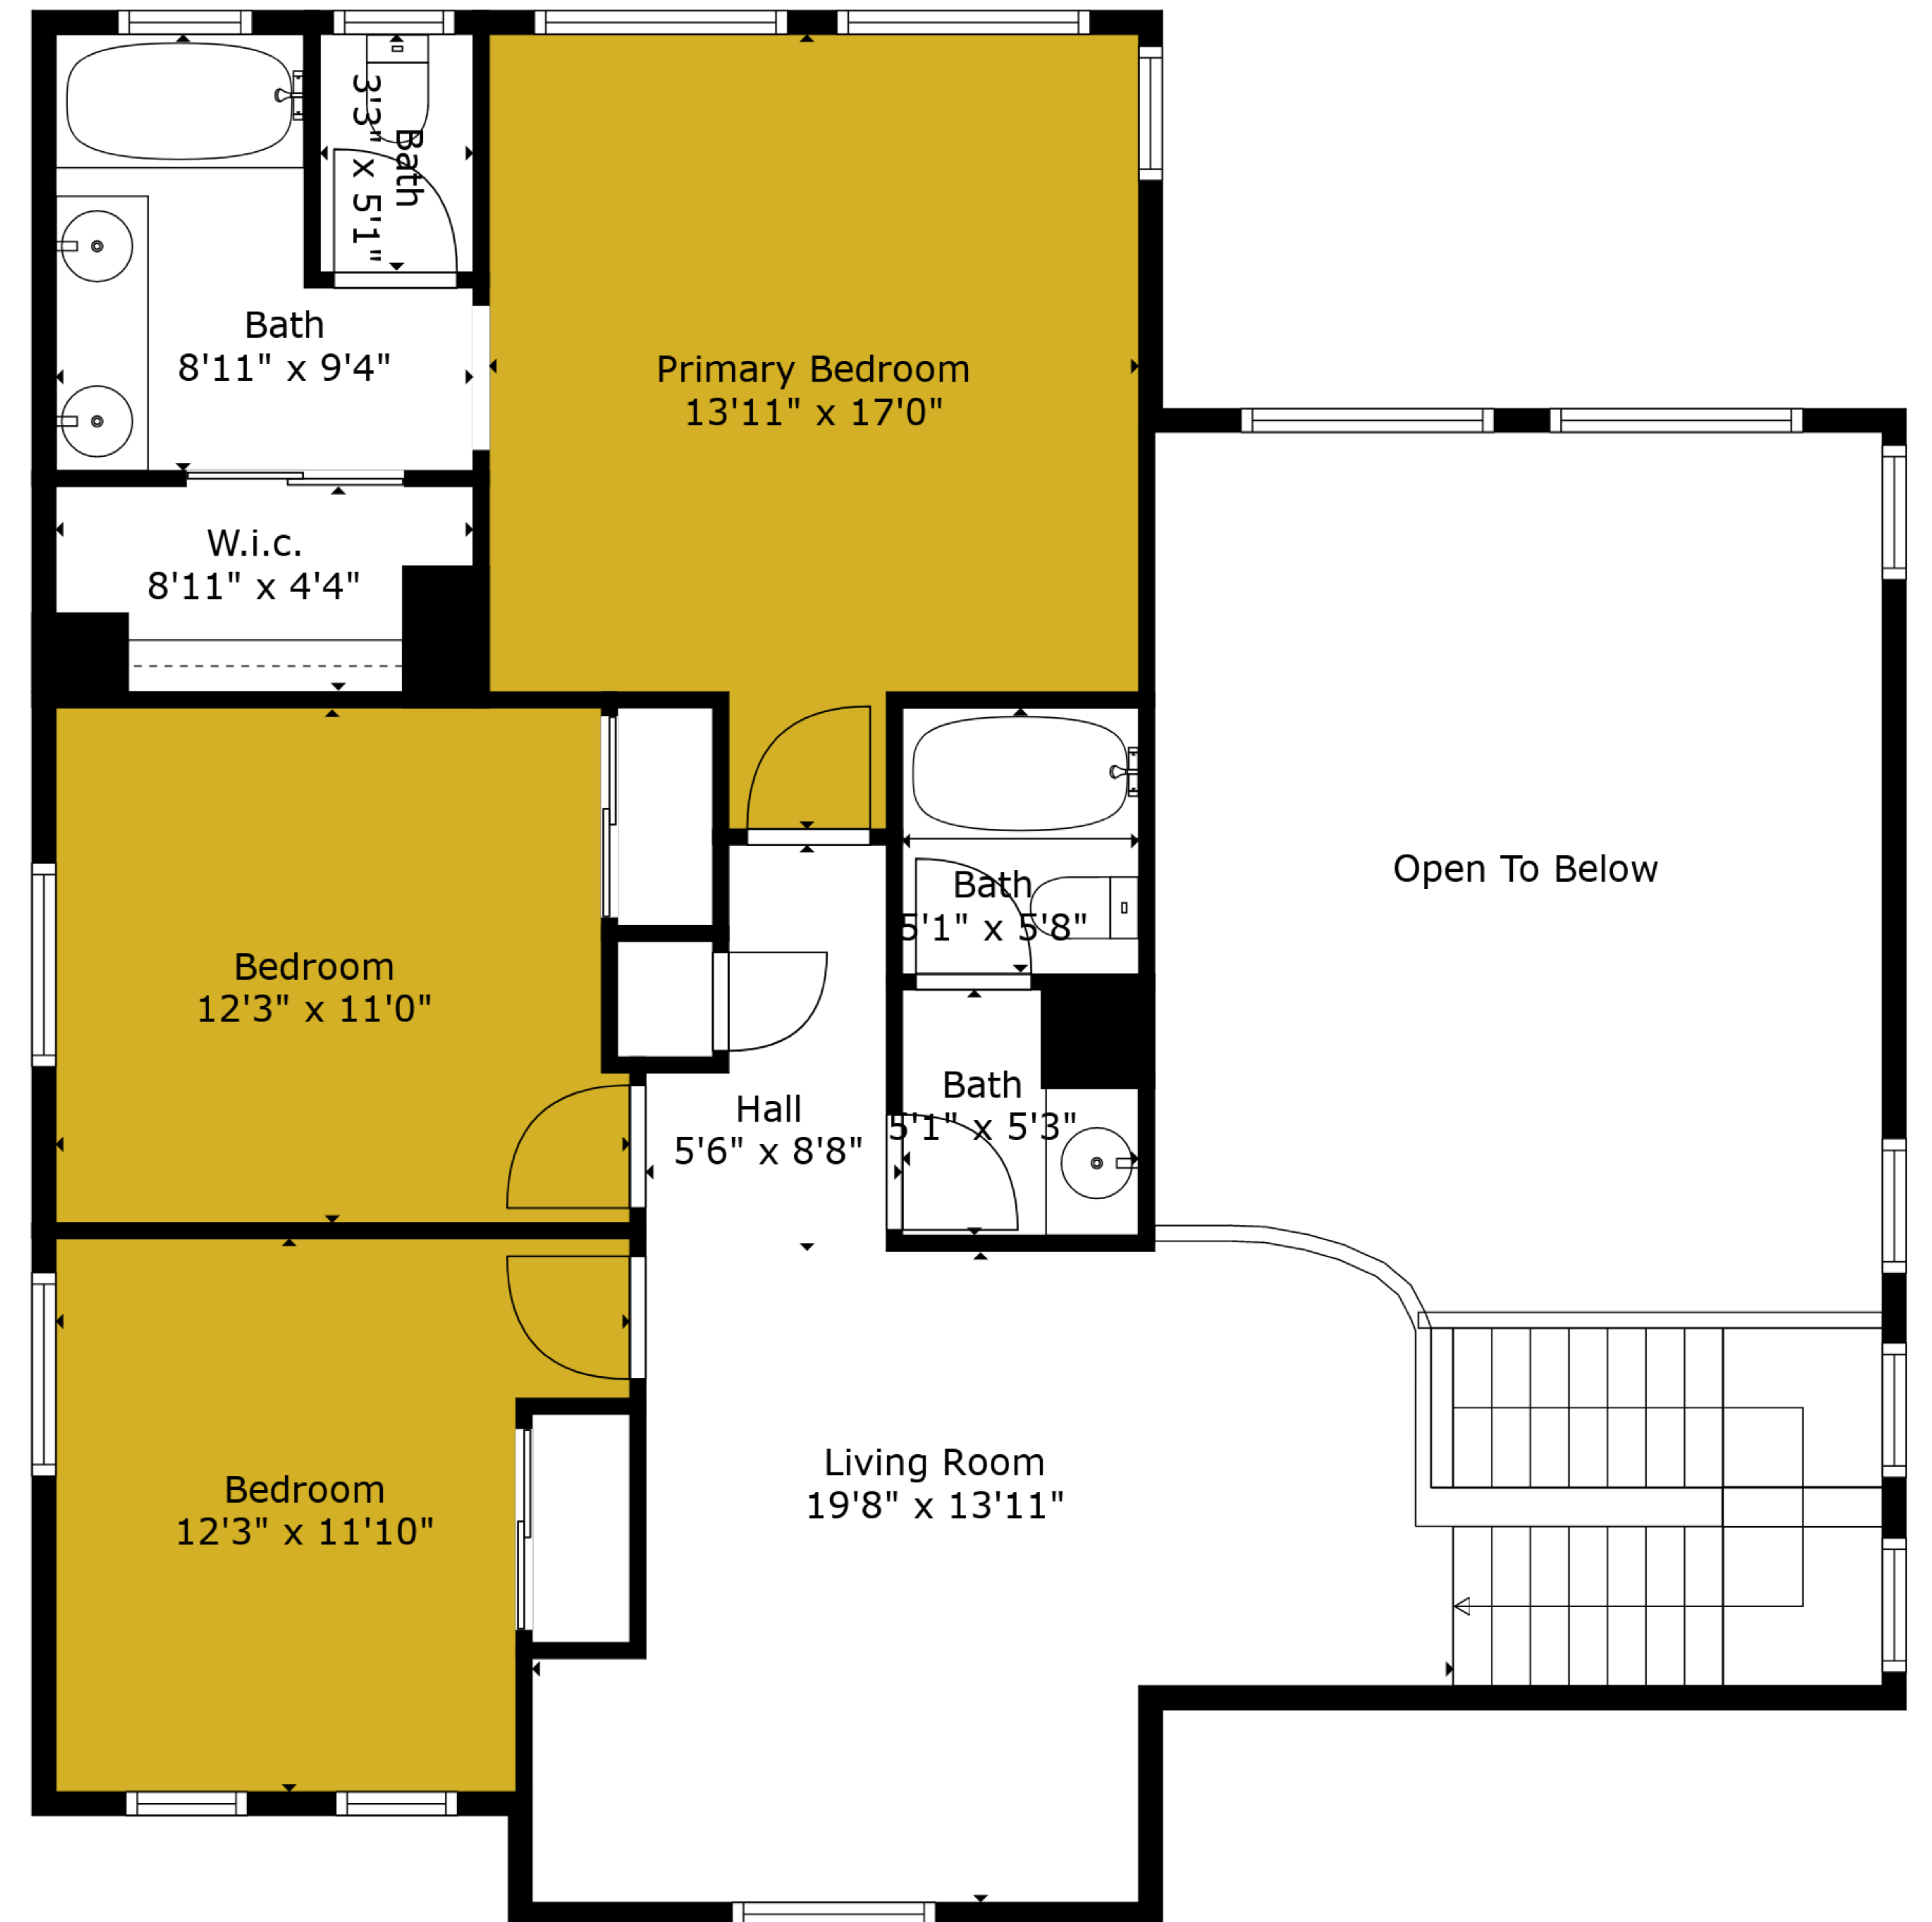 Bath
3'3" x 5'1"
Bath
8'11" x 9'4"
Primary Bedroom
13'11" x 17'0"
W.i.c.
8'11" x 4'4"
Open To Below
Bath
5'1" x 5'8"
Bedroom
12'3" x 11'0"
Bath
5'1" x 5'3"
Hall
5'6" x 8'8"
Living Room
19'8" x 13'11"
Bedroom
12'3" x 11'10"